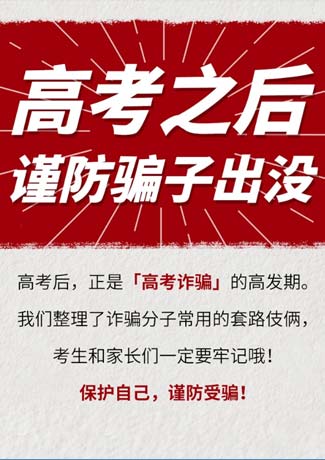 高考之后
谨防骗子出没
高考后，正是「高考诈骗」的高发期。
我们整理了诈骗分子常用的套路伎俩，
考生和家长们一定要牢记哦！
保护自己，谨防受骗！